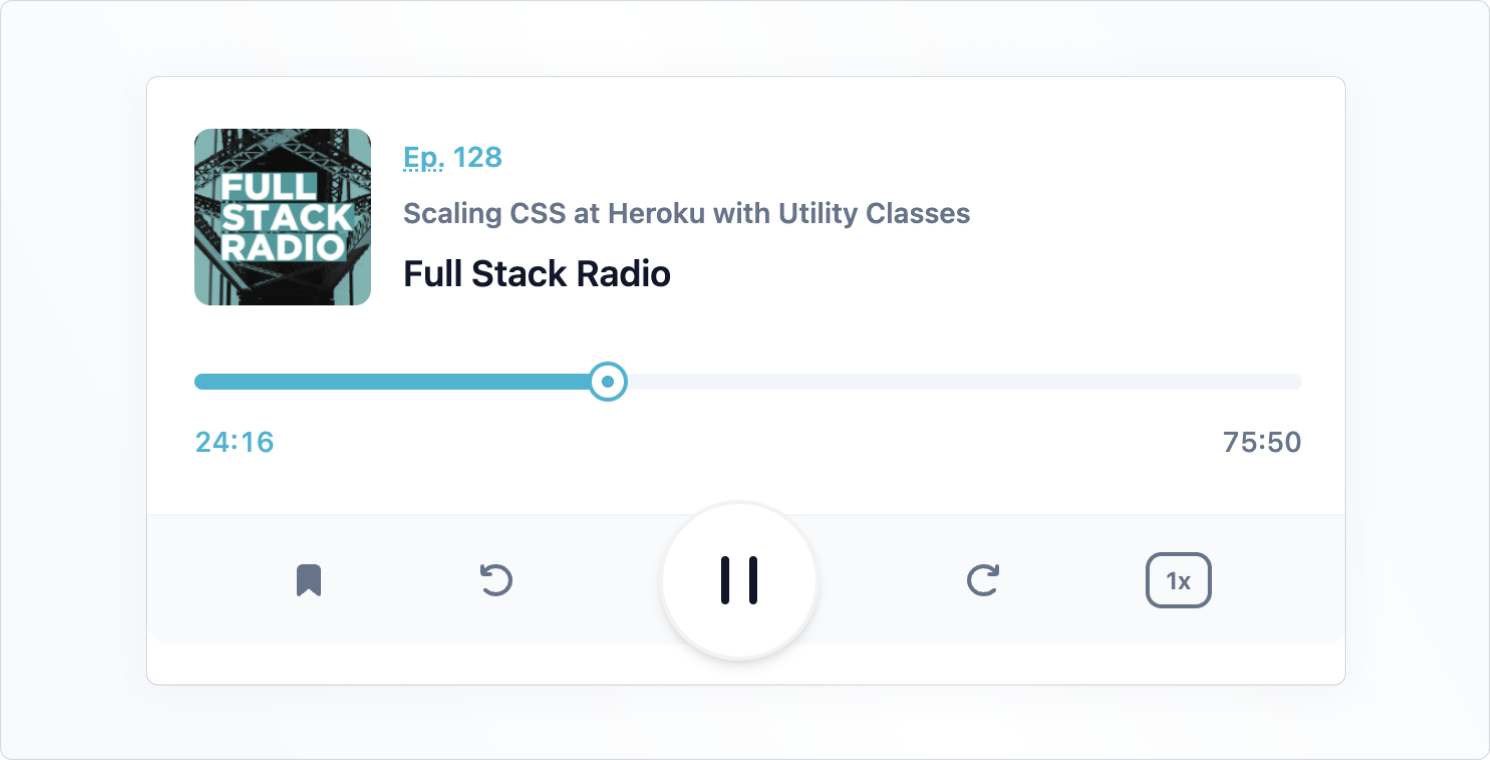 FULL
STACK
RADIO
Ep. 128
Scaling CSS at Heroku with Utility Classes
Full Stack Radio
24:16
75:50
1x